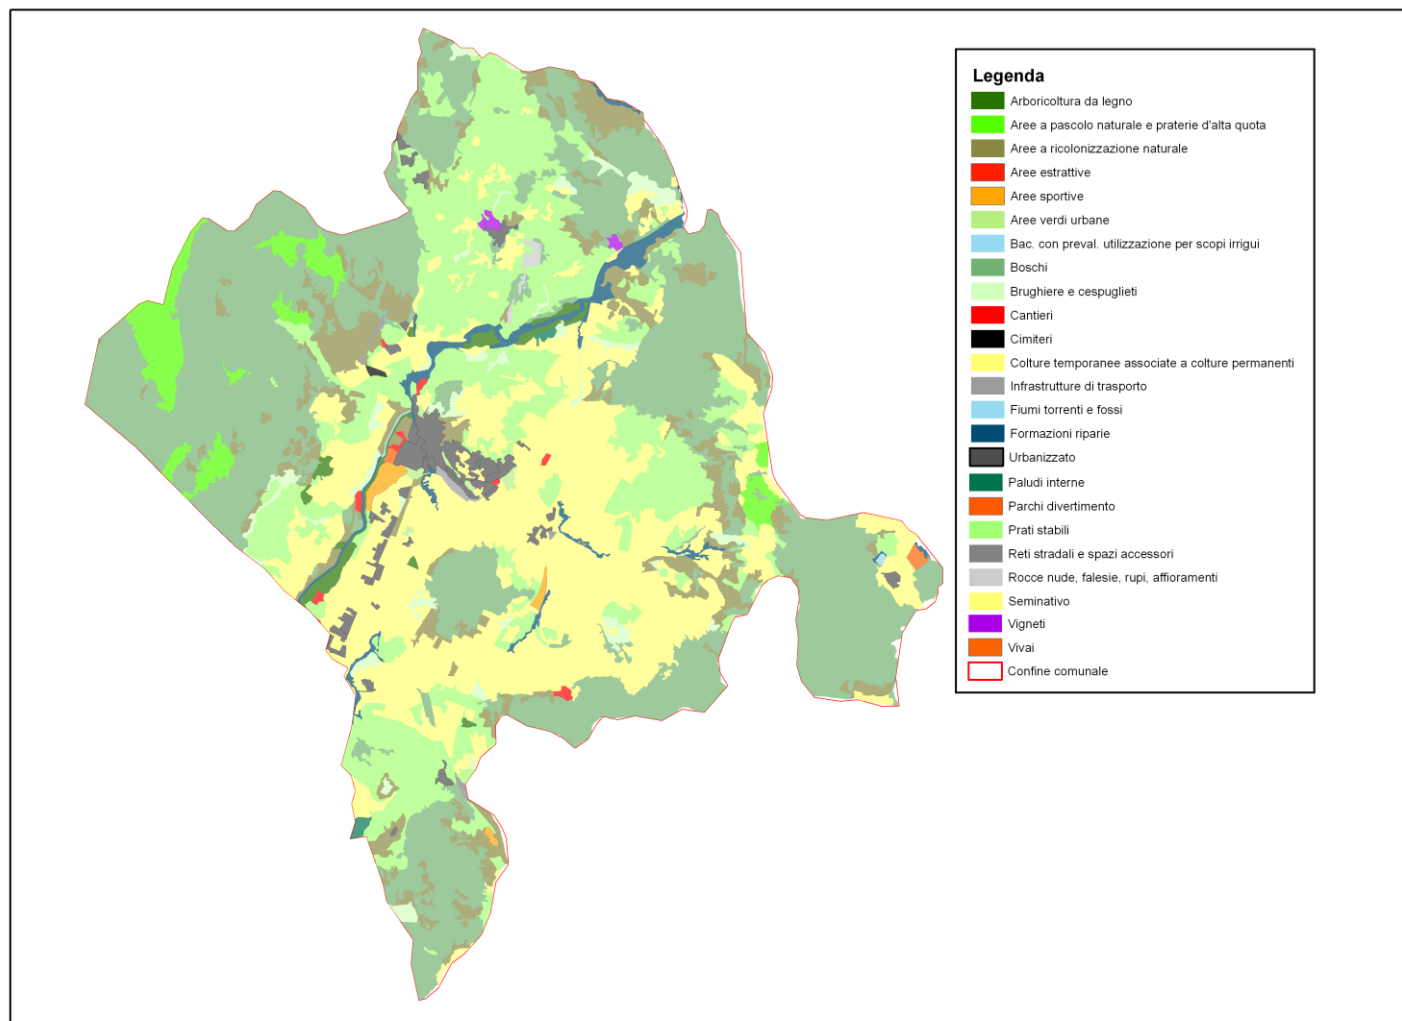 Legenda
Arboricoltura da legno
Aree a pascolo naturale e praterie d'alta quota
Aree a ricolonizzazione naturale
Aree estrattive
Aree sportive
Aree verdi urbane
Bac. con preval. utilizzazione per scopi irrigui
Boschi
Brughiere e cespuglieti
Cantieri
Cimiteri
Colture temporanee associate a colture permanenti
Infrastrutture di trasporto
Fiumi torrenti e fossi
Formazioni riparie
Urbanizzato
Paludi interne
Parchi divertimento
Prati stabili
Reti stradali e spazi accessori
Rocce nude, falesie, rupi, affioramenti
Seminativo
Vigneti
Vivai
Confine comunale